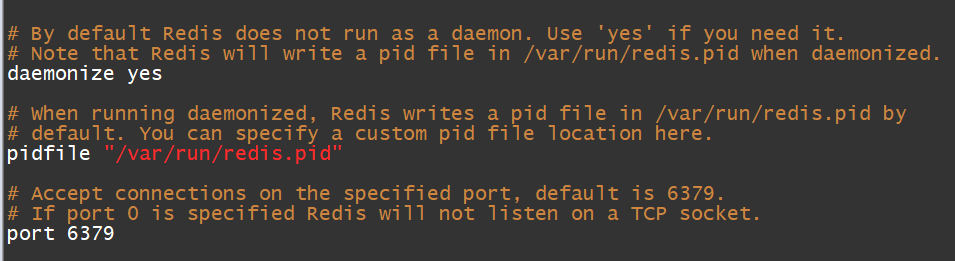 # By default Redis does not run as a daemon. Use 'yes' if you need it.
# Note that Redis will write a pid file in /var/run/redis.pid when daemonized.
daemonize yes
# When running daemonized, Redis writes a pid file in /var/run/redis.pid by
# default. You can specify a custom pid file location here.
pidfile "/var/run/redis.pid"
# Accept connections on the specified port, default is 6379.
# If port 0 is specified Redis will not listen on a TCP socket.
port 6379